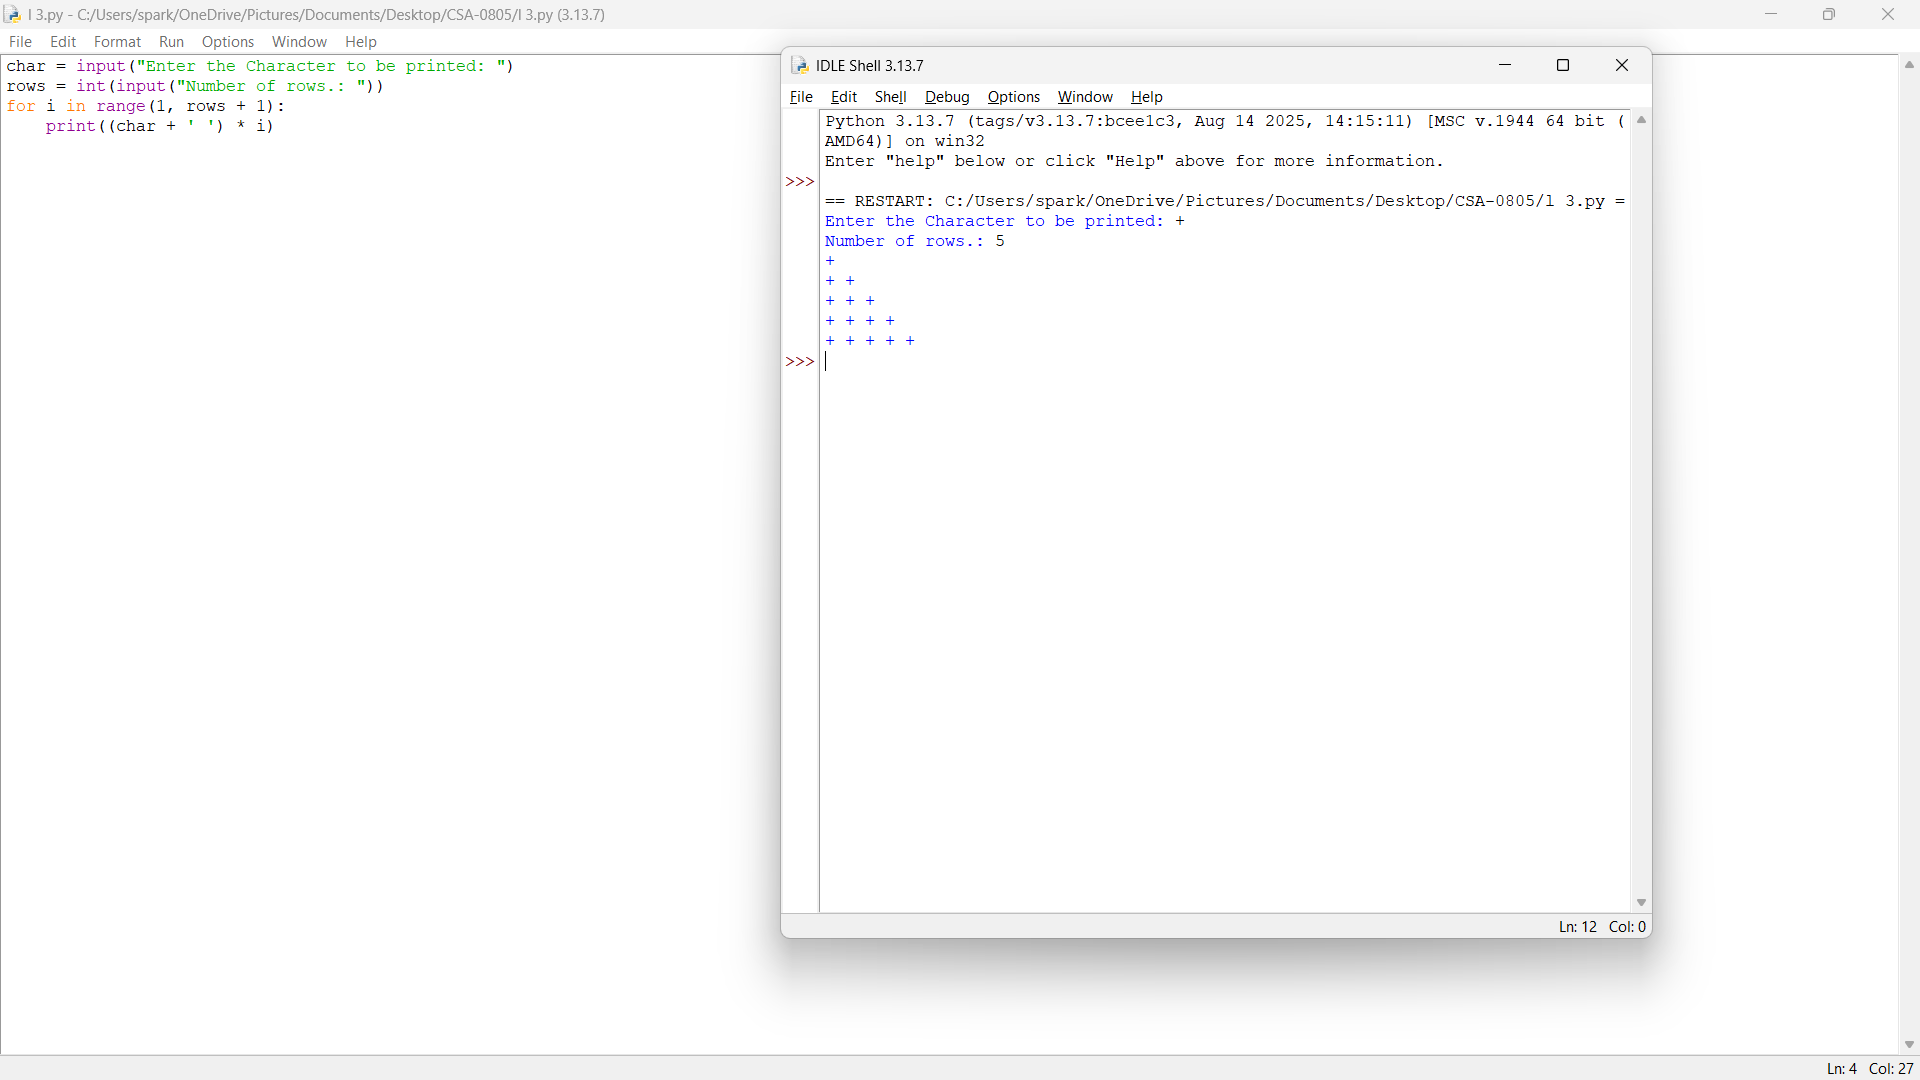 l 3.py - C:/Users/spark/OneDrive/Pictures/Documents/Desktop/CSA-0805/l 3.py (3.13.7)
File Edit Format Run Options Window Help
char = input("Enter the Character to be printed: ")
rows = int(input("Number of rows.: "))
for i in range(1, rows + 1):
    print((char + ' ') * i)
IDLE Shell 3.13.7
File Edit Shell Debug Options Window Help
Python 3.13.7 (tags/v3.13.7:bcee1c3, Aug 14 2025, 14:15:11) [MSC v.1944 64 bit (
AMD64)] on win32
Enter "help" below or click "Help" above for more information.
>>>
== RESTART: C:/Users/spark/OneDrive/Pictures/Documents/Desktop/CSA-0805/l 3.py =
Enter the Character to be printed: +
Number of rows.: 5
+
+ +
+ + +
+ + + +
+ + + + +
>>>
Ln: 12 Col: 0
Ln: 4 Col: 27